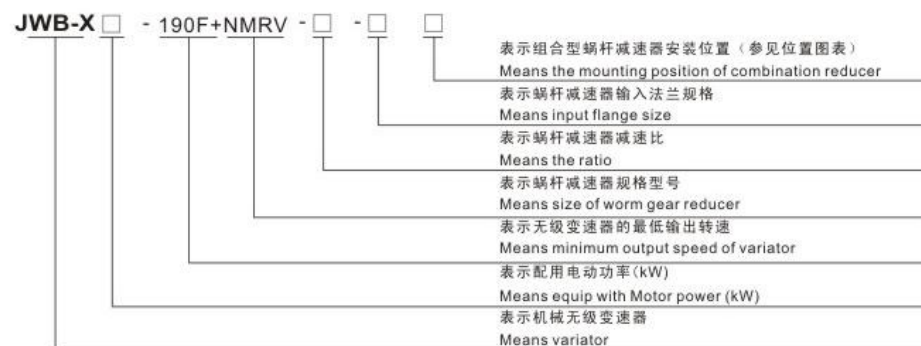 JWB-X□ - 190F+NMRV -□ -□ □
表示组合型蜗杆减速器安装位置（参见位置图表）
Means the mounting position of combination reducer
表示蜗杆减速器输入法兰规格
Means input flange size
表示蜗杆减速器减速比
Means the ratio
表示蜗杆减速器规格型号
Means size of worm gear reducer
表示无级变速器的最低输出转速
Means minimum output speed of variator
表示配用电动功率(kW)
Means equip with Motor power (kW)
表示机械无级变速器
Means variator